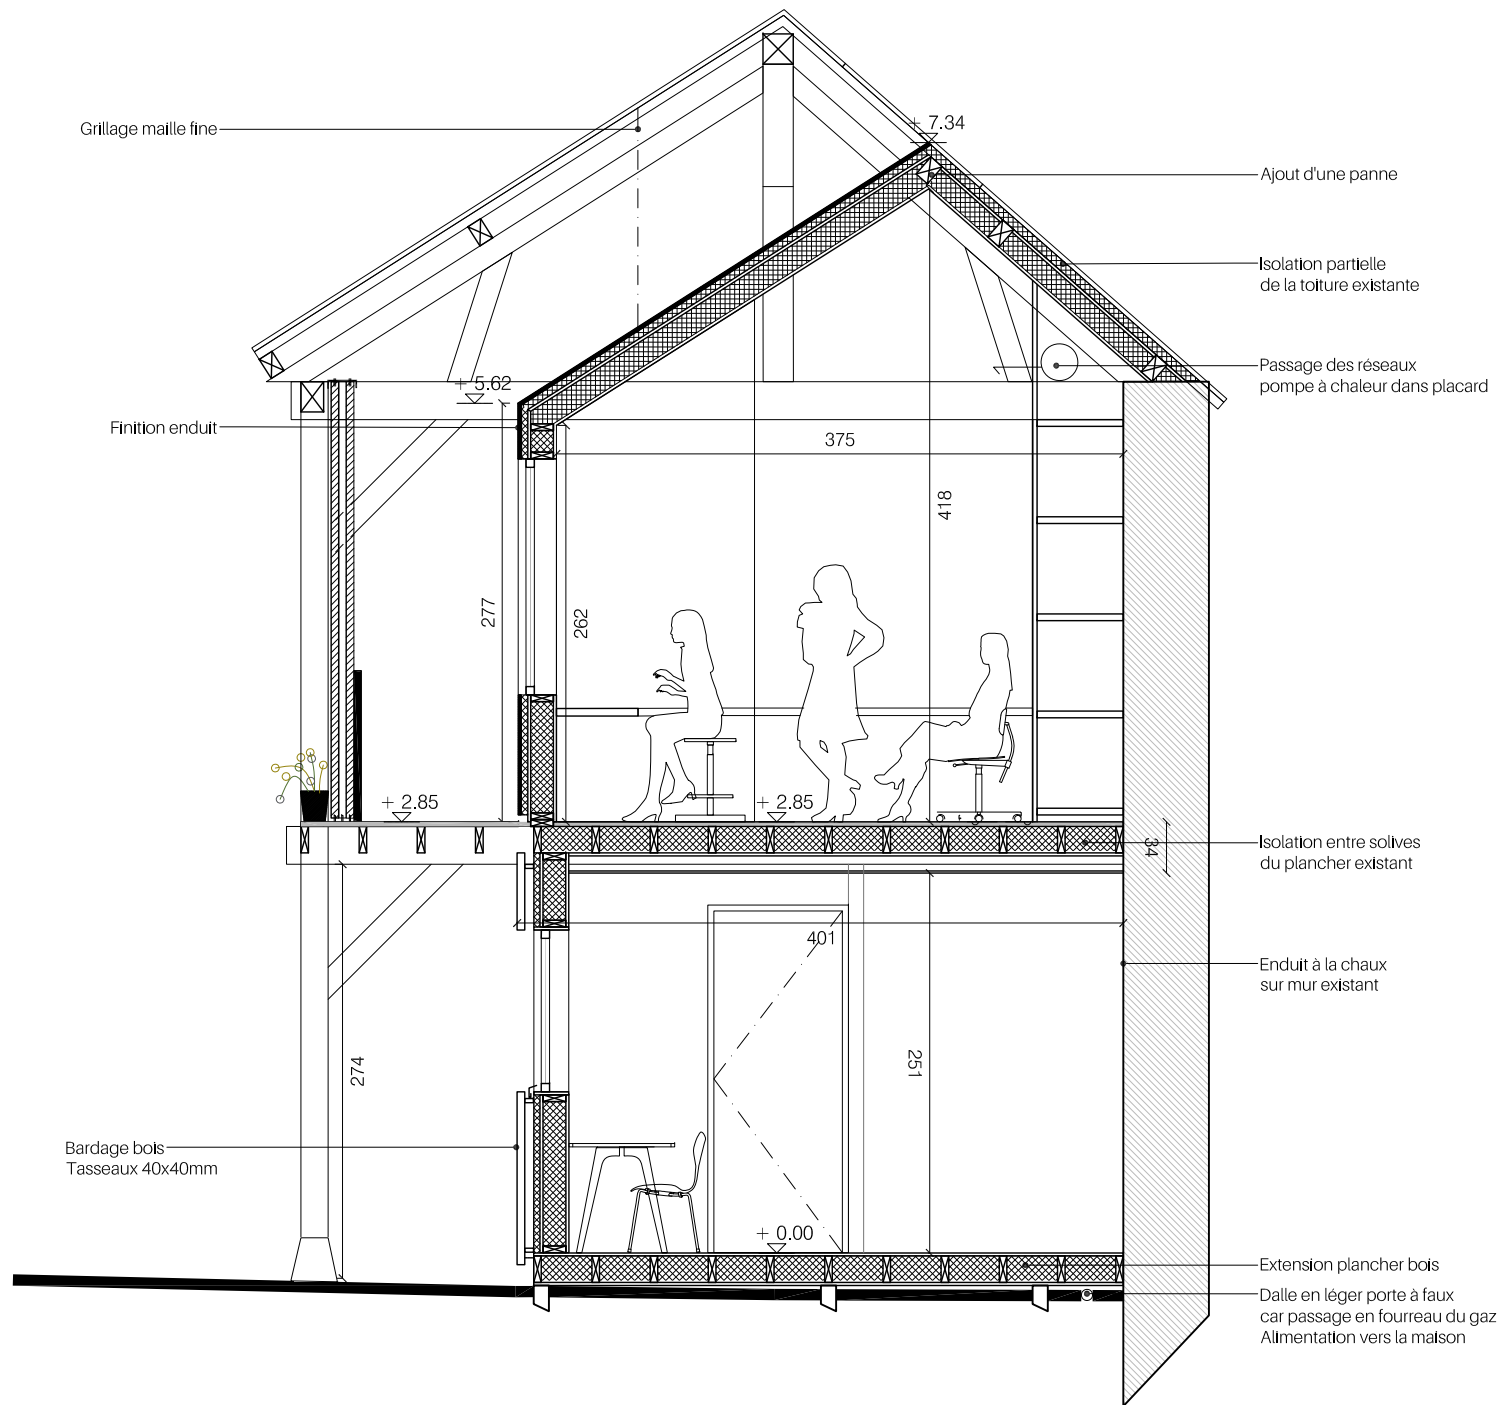 Grillage maille fine
+ 7.34
Ajout d'une panne
Isolation partielle
de la toiture existante
Passage des réseaux
pompe à chaleur dans placard
+ 5.62
Finition enduit
375
418
277
262
+ 2.85
+ 2.85
34
Isolation entre solives
du plancher existant
401
Enduit à la chaux
sur mur existant
274
251
Bardage bois
Tasseaux 40x40mm
+ 0.00
Extension plancher bois
Dalle en léger porte à faux
car passage en fourreau du gaz
Alimentation vers la maison